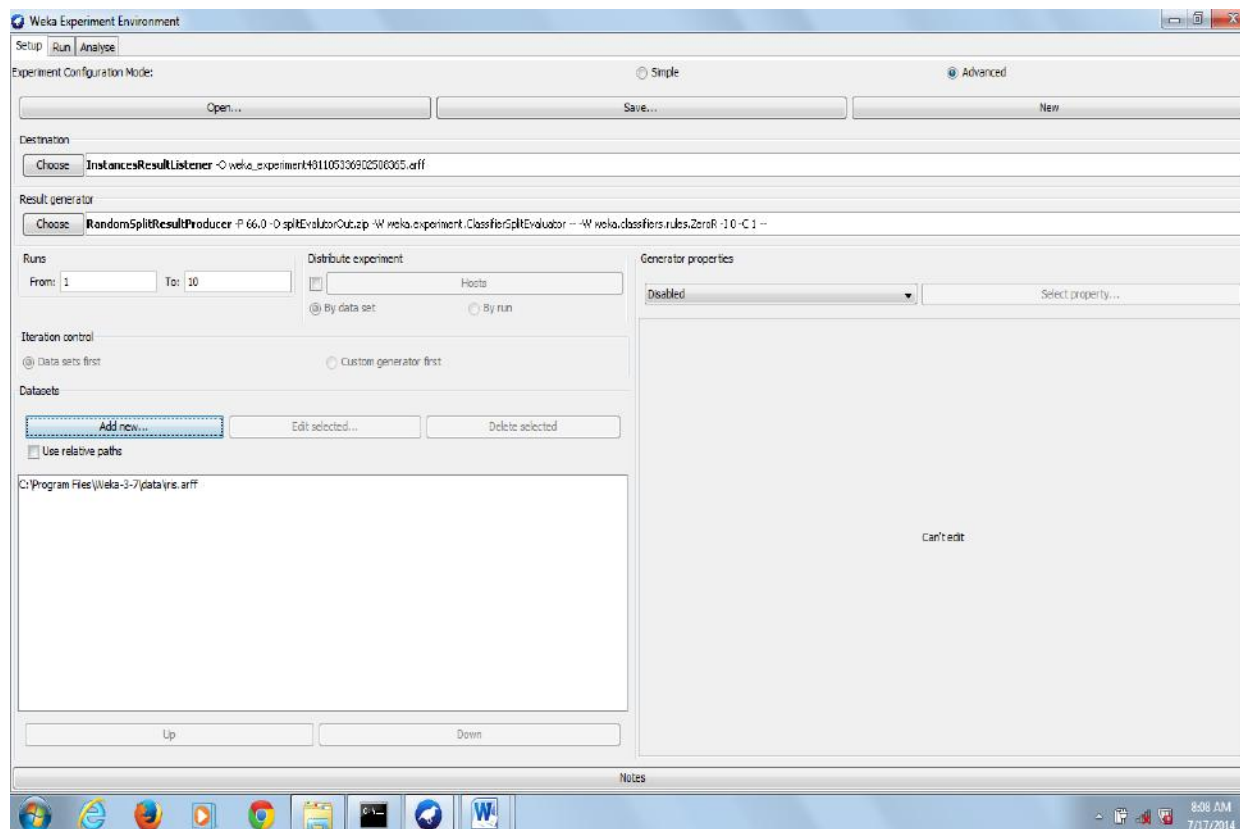 Weka Experiment Environment
Setup Run Analyse
Experiment Configuration Mode: Simple Advanced
Open... Save... New
Destination
Choose InstancesResultListener -O weka_experiment48110533690250836​5.arff
Result generator
Choose RandomSplitResultProducer -P 66.0 -O splitEvalutorOut.zip -W weka.experiment.ClassifierSplitEvaluator -- -W weka.classifiers.rules.ZeroR -I 0 -C 1 --
Runs
From: 1 To: 10
Distribute experiment
Hosts
By data set By run
Generator properties
Disabled Select property...
Iteration control
Data sets first Custom generator first
Datasets
Add new... Edit selected... Delete selected
Use relative paths
C:\Program Files\Weka-3-7\data\iris.arff
Can't edit
Up Down
Notes
C:\_
W
8:08 AM
7/17/2014